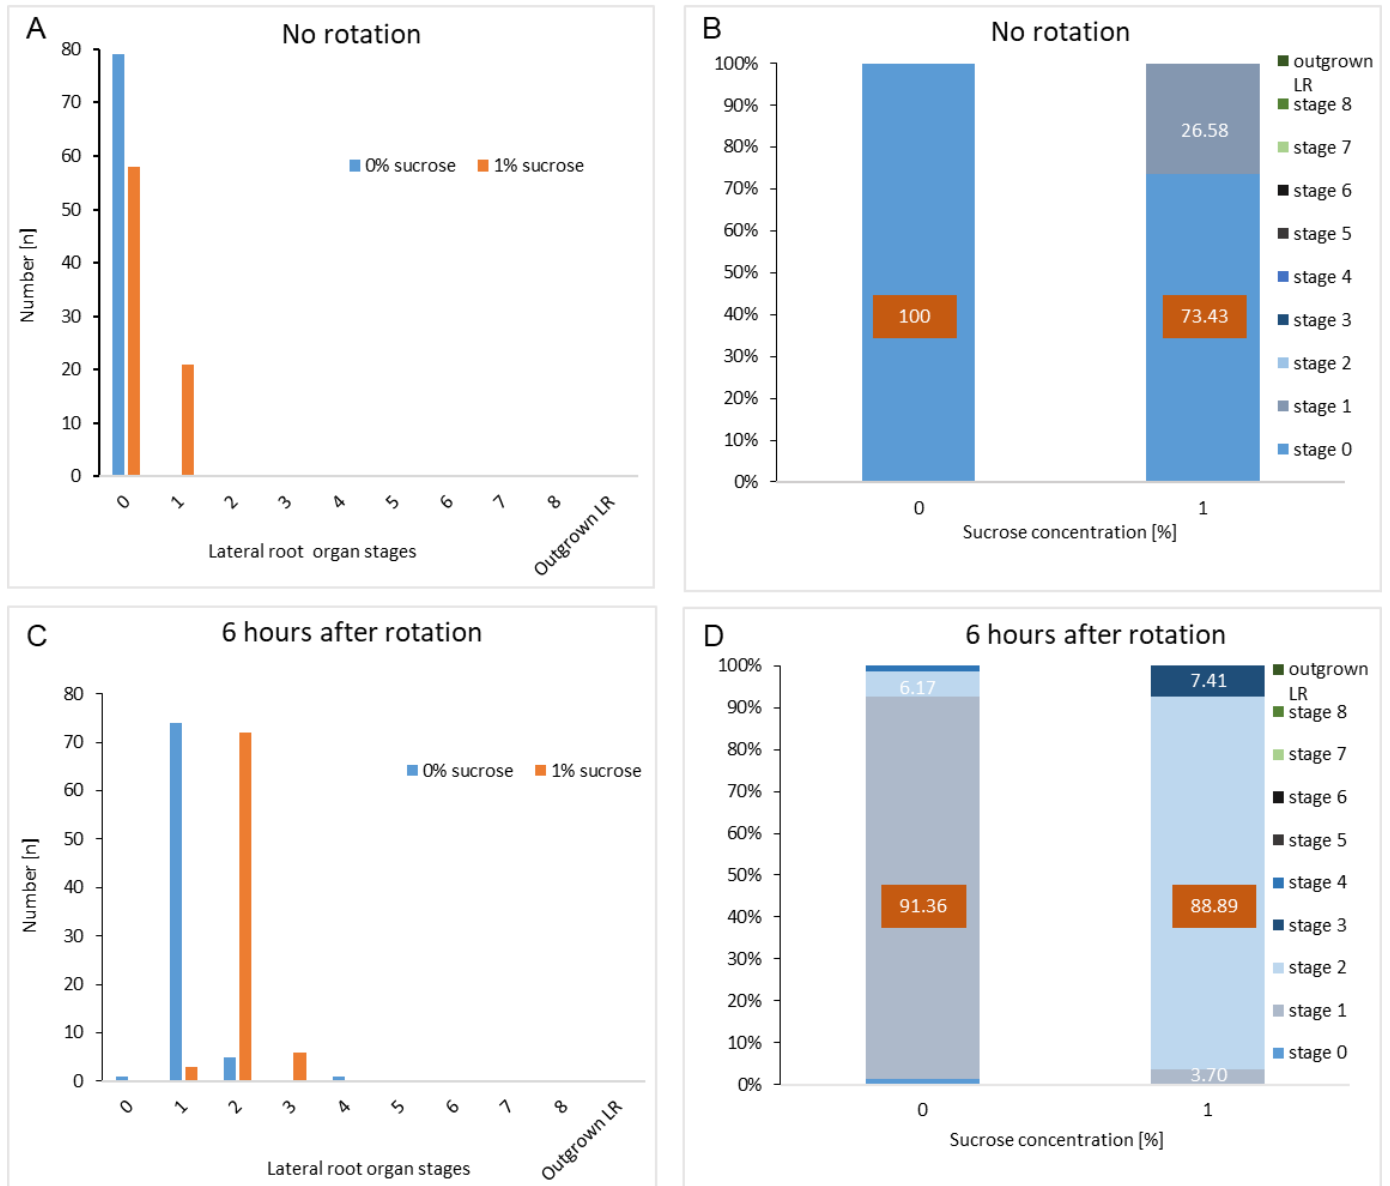 A
No rotation
80
70
60
50
40
30
20
10
0
Number [n]
0% sucrose
1% sucrose
0
1
2
3
4
5
6
7
8
Outgrown LR
Lateral root organ stages
B
No rotation
100%
90%
80%
70%
60%
50%
40%
30%
20%
10%
0%
100
26.58
73.43
0
1
Sucrose concentration [%]
outgrown
LR
stage 8
stage 7
stage 6
stage 5
stage 4
stage 3
stage 2
stage 1
stage 0
C
6 hours after rotation
80
70
60
50
40
30
20
10
0
Number [n]
0% sucrose
1% sucrose
0
1
2
3
4
5
6
7
8
Outgrown LR
Lateral root organ stages
D
6 hours after rotation
100%
90%
80%
70%
60%
50%
40%
30%
20%
10%
0%
6.17
91.36
7.41
88.89
3.70
0
1
Sucrose concentration [%]
outgrown
LR
stage 8
stage 7
stage 6
stage 5
stage 4
stage 3
stage 2
stage 1
stage 0